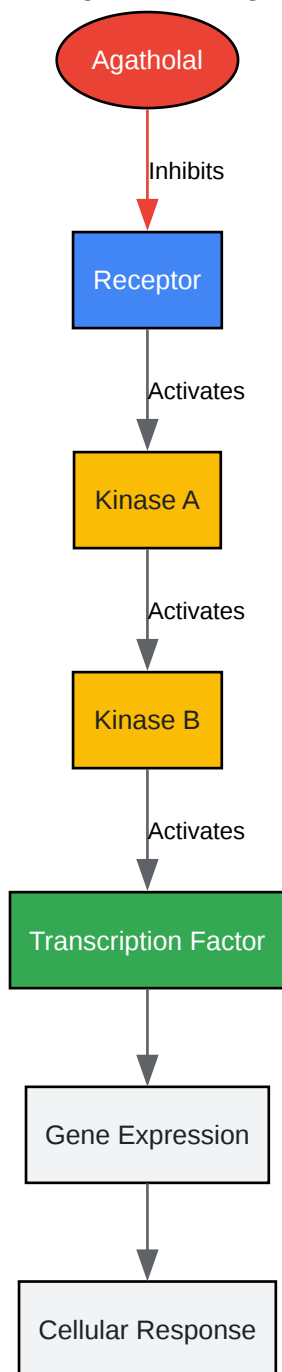 Agatholal
Inhibits
Receptor
Activates
Kinase A
Activates
Kinase B
Activates
Transcription Factor
Gene Expression
Cellular Response